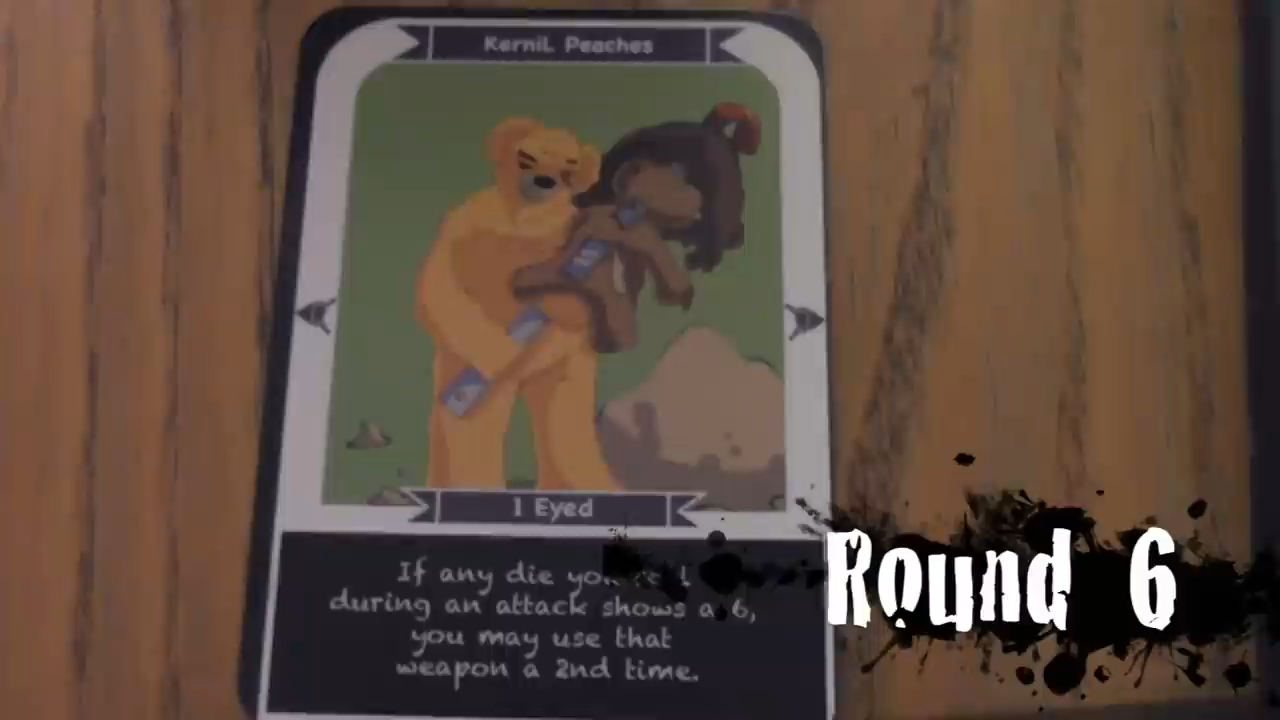 Kernil Peaches
1 Eyed
If any die you
during an attack shows a 6,
you may use that
weapon a 2nd time.
Round 6